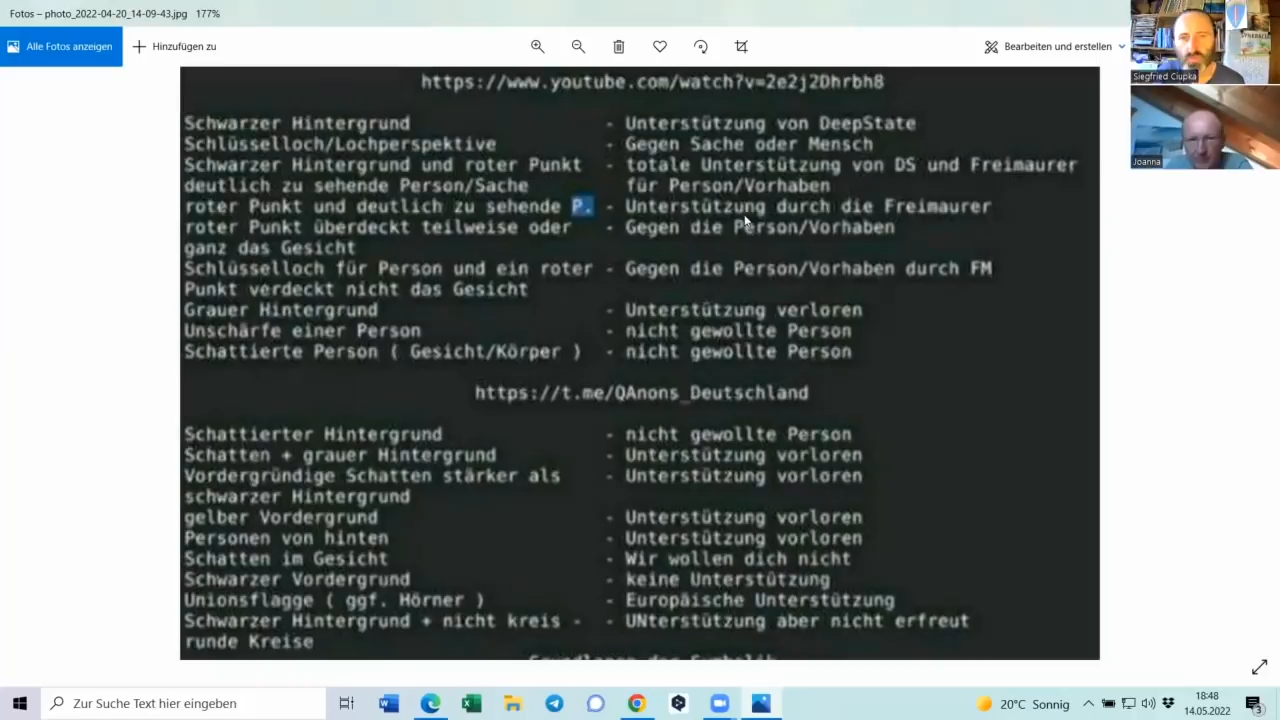 Fotos – photo_2022-04-20_14-09-43.jpg   177%
Alle Fotos anzeigen
Hinzufügen zu
Bearbeiten und erstellen
Siegfried Ciupka
Joanna
https://www.youtube.com/watch?v=2e2j2Dhrbh8
Schwarzer Hintergrund - Unterstützung von DeepState
Schlüsselloch/Lochperspektive - Gegen Sache oder Mensch
Schwarzer Hintergrund und roter Punkt - totale Unterstützung von DS und Freimaurer
deutlich zu sehende Person/Sache für Person/Vorhaben
roter Punkt und deutlich zu sehende P. - Unterstützung durch die Freimaurer
roter Punkt überdeckt teilweise oder - Gegen die Person/Vorhaben
ganz das Gesicht
Schlüsselloch für Person und ein roter - Gegen die Person/Vorhaben durch FM
Punkt verdeckt nicht das Gesicht
Grauer Hintergrund - Unterstützung verloren
Unschärfe einer Person - nicht gewollte Person
Schattierte Person ( Gesicht/Körper ) - nicht gewollte Person
https://t.me/QAnons_Deutschland
Schattierter Hintergrund - nicht gewollte Person
Schatten + grauer Hintergrund - Unterstützung vorloren
Vordergründige Schatten stärker als - Unterstützung vorloren
schwarzer Hintergrund
gelber Vordergrund - Unterstützung vorloren
Personen von hinten - Unterstützung vorloren
Schatten im Gesicht - Wir wollen dich nicht
Schwarzer Vordergrund - keine Unterstützung
Unionsflagge ( ggf. Hörner ) - Europäische Unterstützung
Schwarzer Hintergrund + nicht kreis - - UNterstützung aber nicht erfreut
runde Kreise
Zur Suche Text hier eingeben
20°C Sonnig
18:48
14.05.2022
3